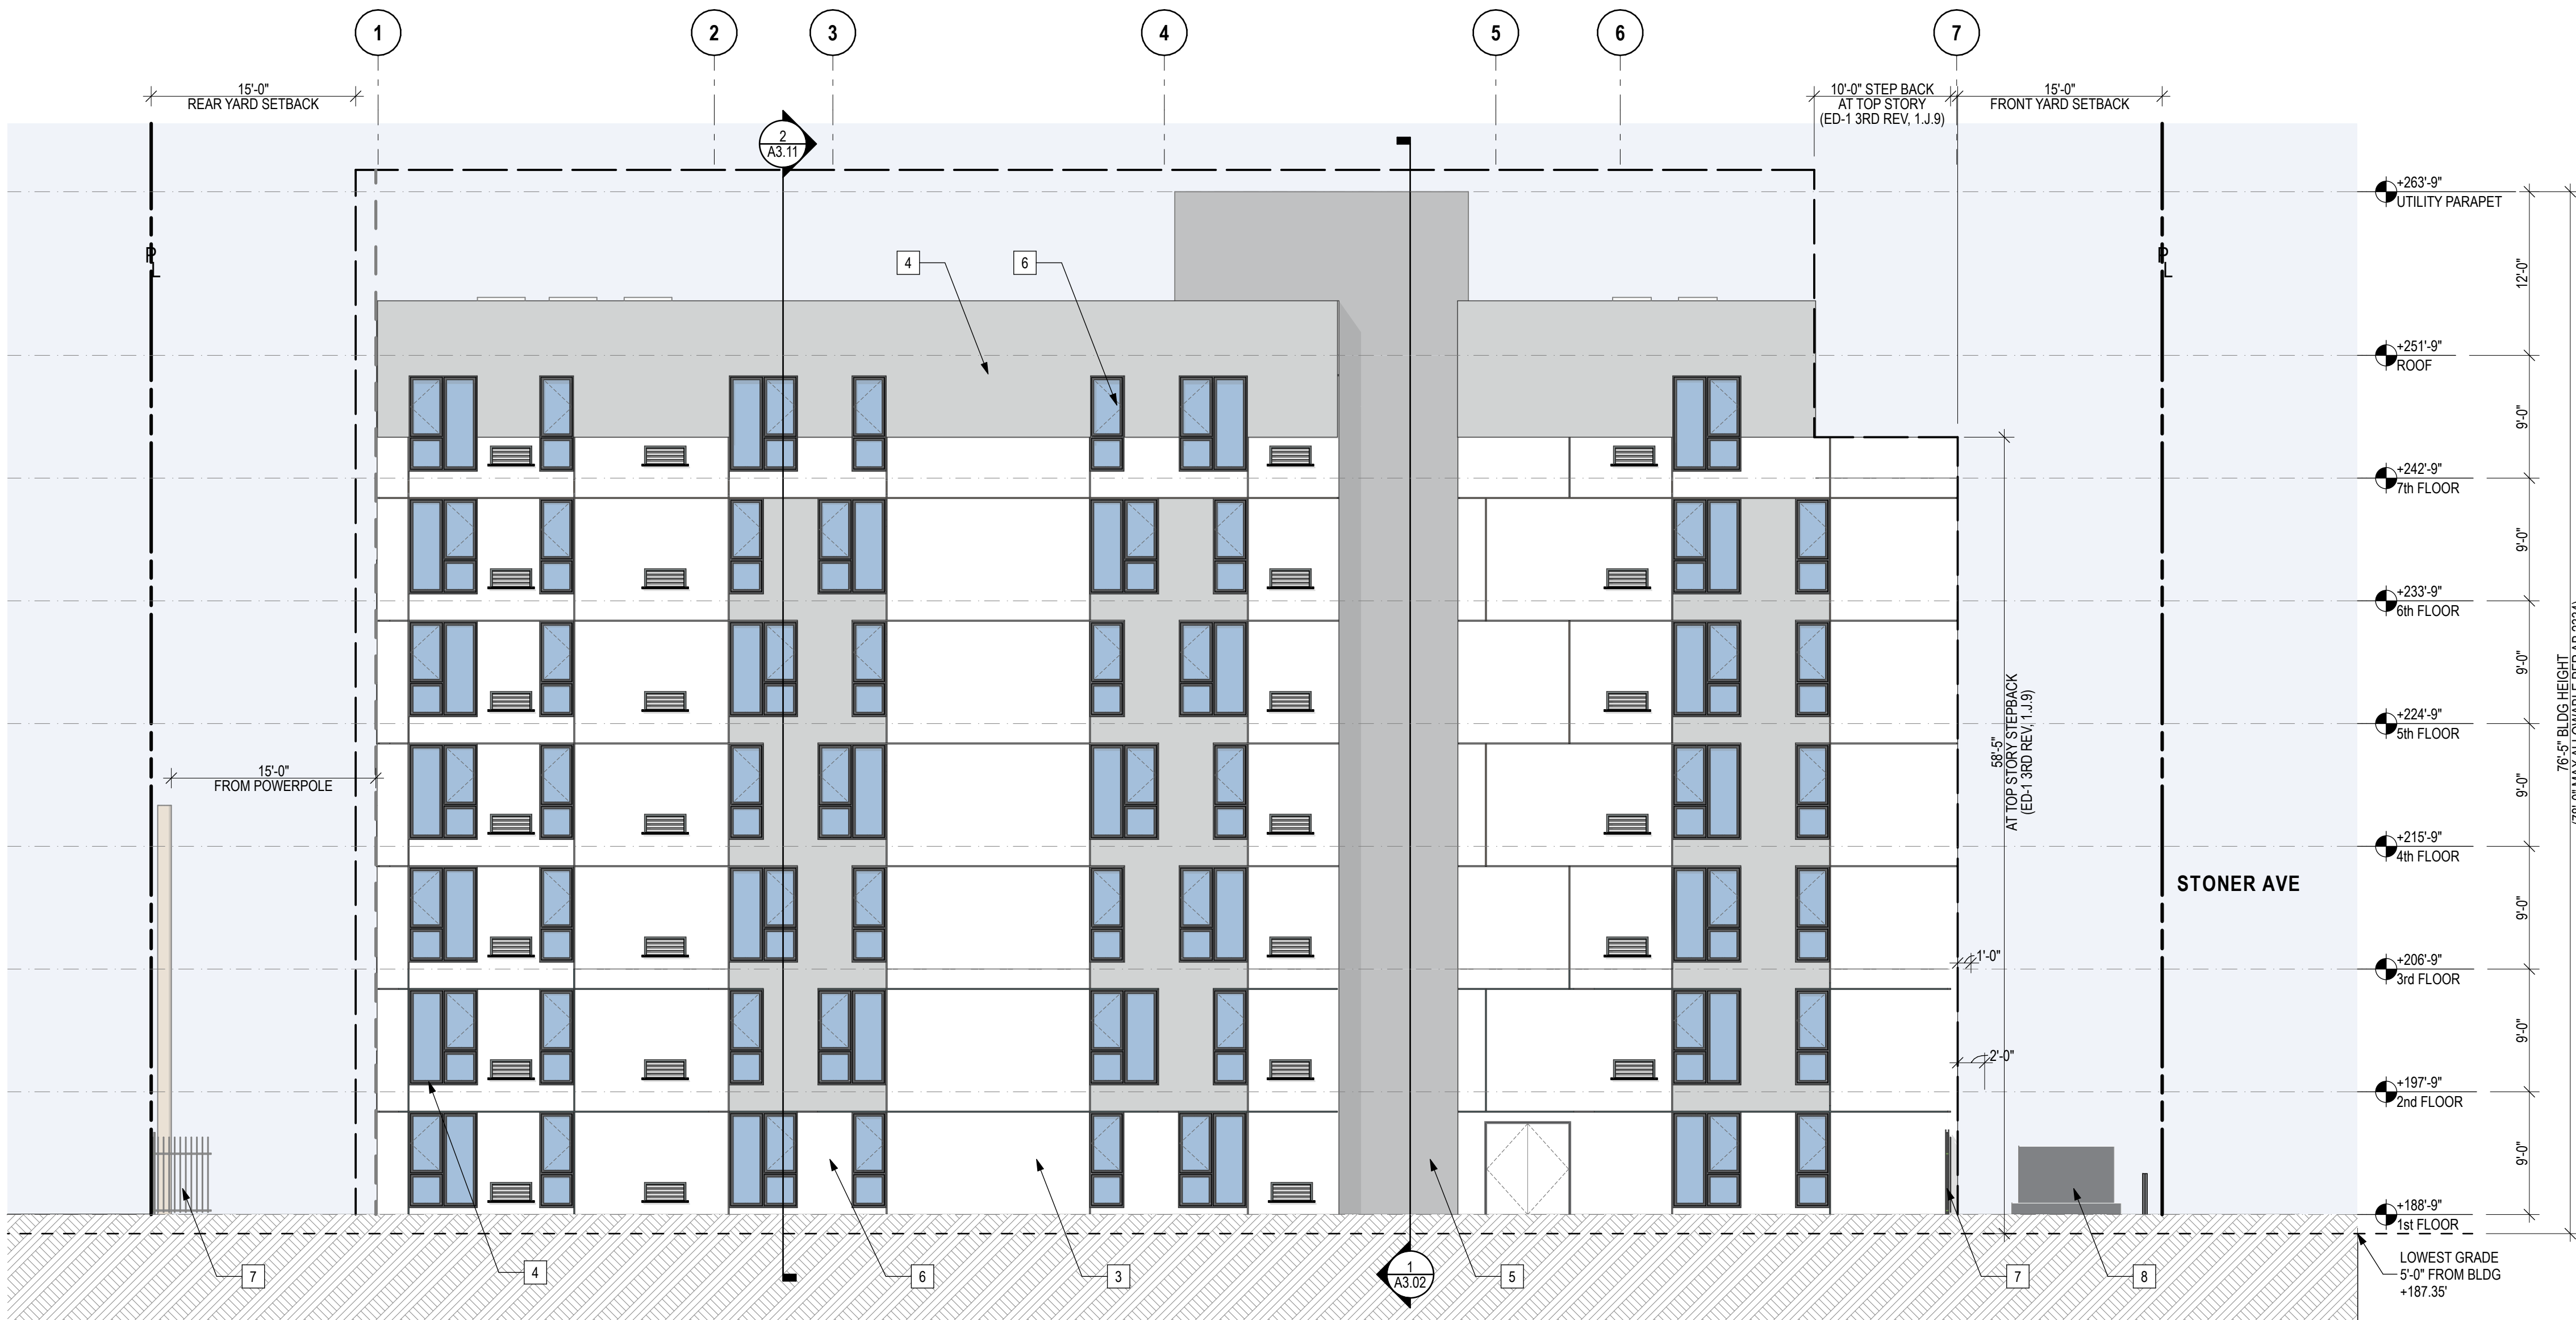 1
2
3
4
5
6
7
15'-0"
REAR YARD SETBACK
10'-0" STEP BACK
AT TOP STORY
(ED-1 3RD REV, 1.J.9)
15'-0"
FRONT YARD SETBACK
2
A3.11
PL
PL
4
6
+263'-9"
UTILITY PARAPET
12'-0"
+251'-9"
ROOF
9'-0"
+242'-9"
7th FLOOR
9'-0"
+233'-9"
6th FLOOR
9'-0"
+224'-9"
5th FLOOR
9'-0"
+215'-9"
4th FLOOR
9'-0"
+206'-9"
3rd FLOOR
9'-0"
+197'-9"
2nd FLOOR
9'-0"
+188'-9"
1st FLOOR
76'-5" BLDG HEIGHT
58'-5"
AT TOP STORY STEPBACK
(ED-1 3RD REV, 1.J.9)
15'-0"
FROM POWERPOLE
STONER AVE
1'-0"
2'-0"
7
4
6
3
1
A3.02
5
7
8
LOWEST GRADE
5'-0" FROM BLDG
+187.35'